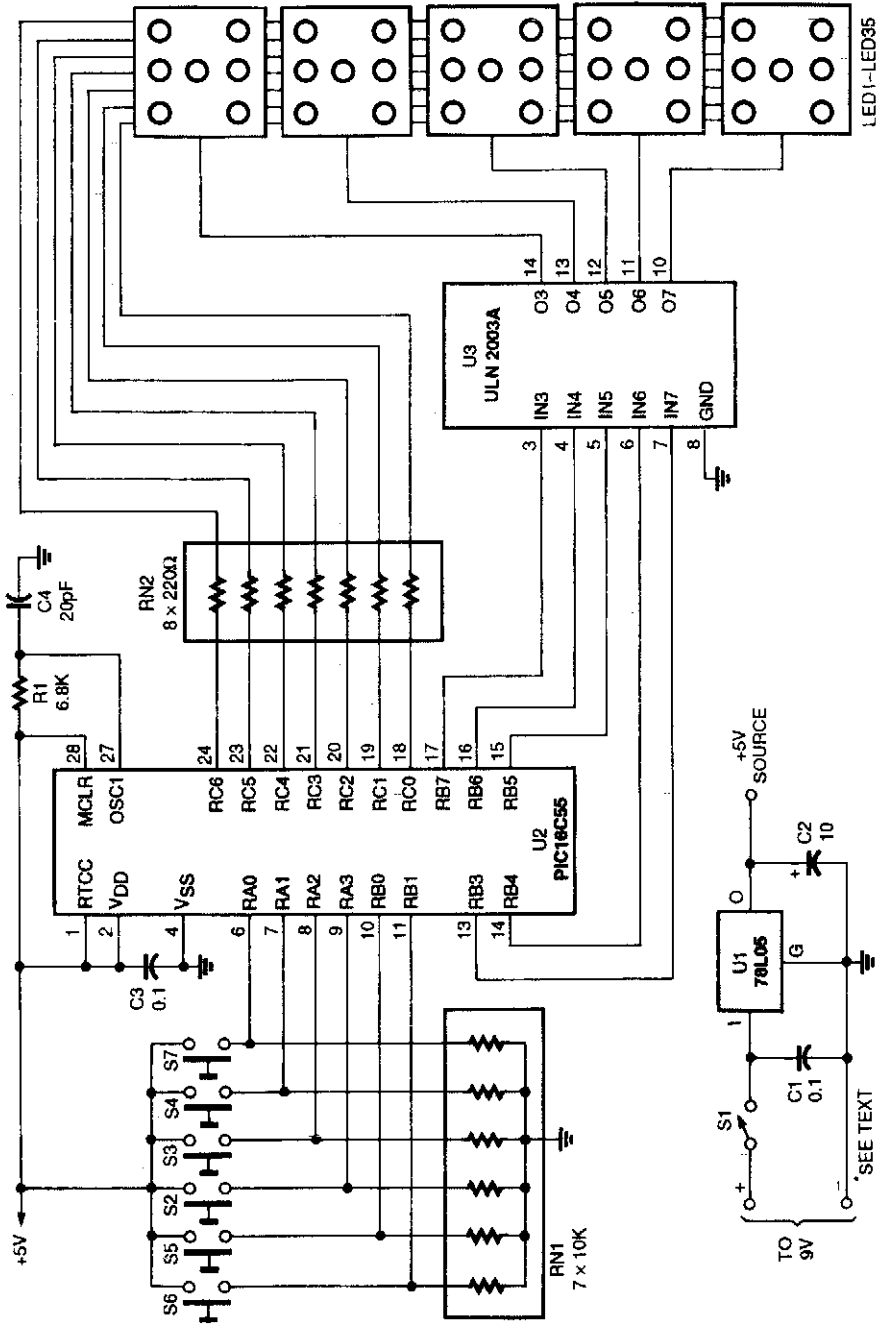 +5V
S6
S5
S2
S3
S4
S7
RN1
7 x 10K
C3
0.1
1
2
4
6
7
8
9
10
11
13
14
RTCC
VDD
VSS
RA0
RA1
RA2
RA3
RB0
RB1
RB3
RB4
MCLR
OSC1
RC6
RC5
RC4
RC3
RC2
RC1
RC0
RB7
RB6
RB5
U2
PIC16C55
28
27
24
23
22
21
20
19
18
17
16
15
R1
6.8K
C4
20pF
RN2
8 x 220Ω
3
4
5
6
7
8
IN3
IN4
IN5
IN6
IN7
GND
U3
ULN 2003A
O3
O4
O5
O6
O7
14
13
12
11
10
LED1-LED35
TO
9V
+
-
S1
C1
0.1
1
U1
78L05
O
G
+
C2
10
+5V
SOURCE
*SEE TEXT